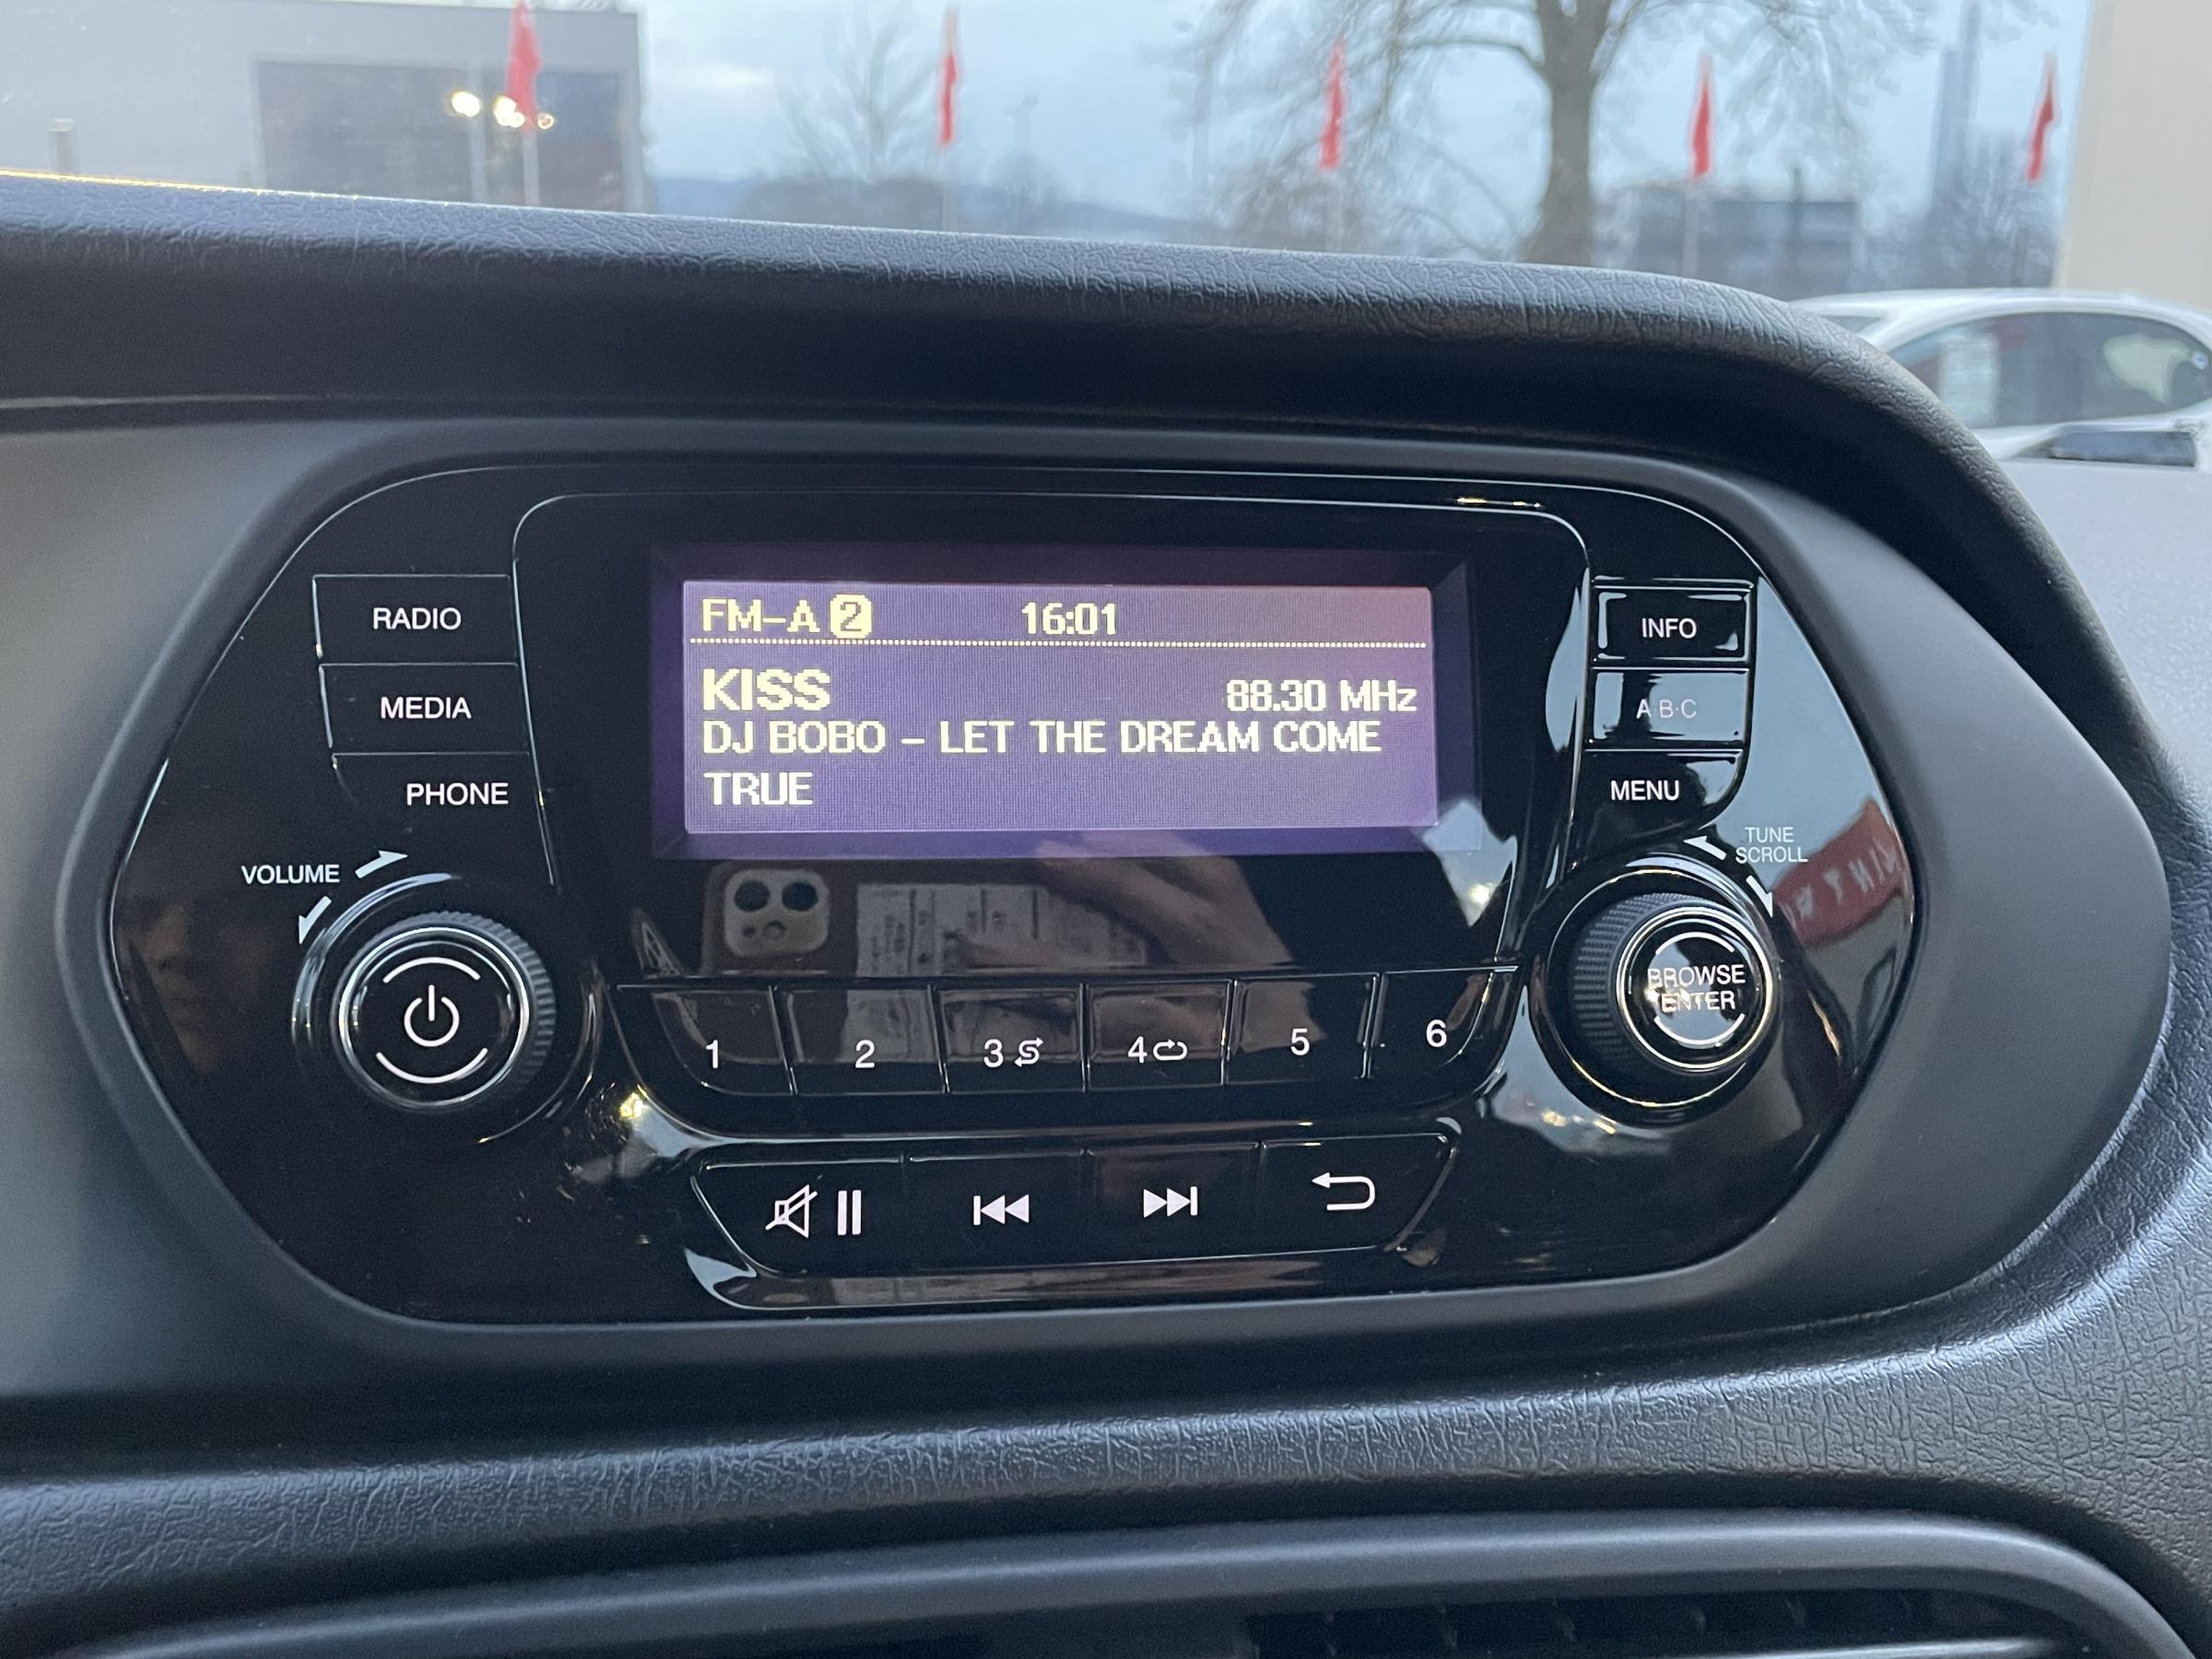 FM-A 2 16:01
KISS 88.30 MHz
DJ BOBO - LET THE DREAM COME
TRUE
RADIO
MEDIA
PHONE
VOLUME
INFO
A·B·C
MENU
TUNE
SCROLL
BROWSE
ENTER
1 2 3 4 5 6